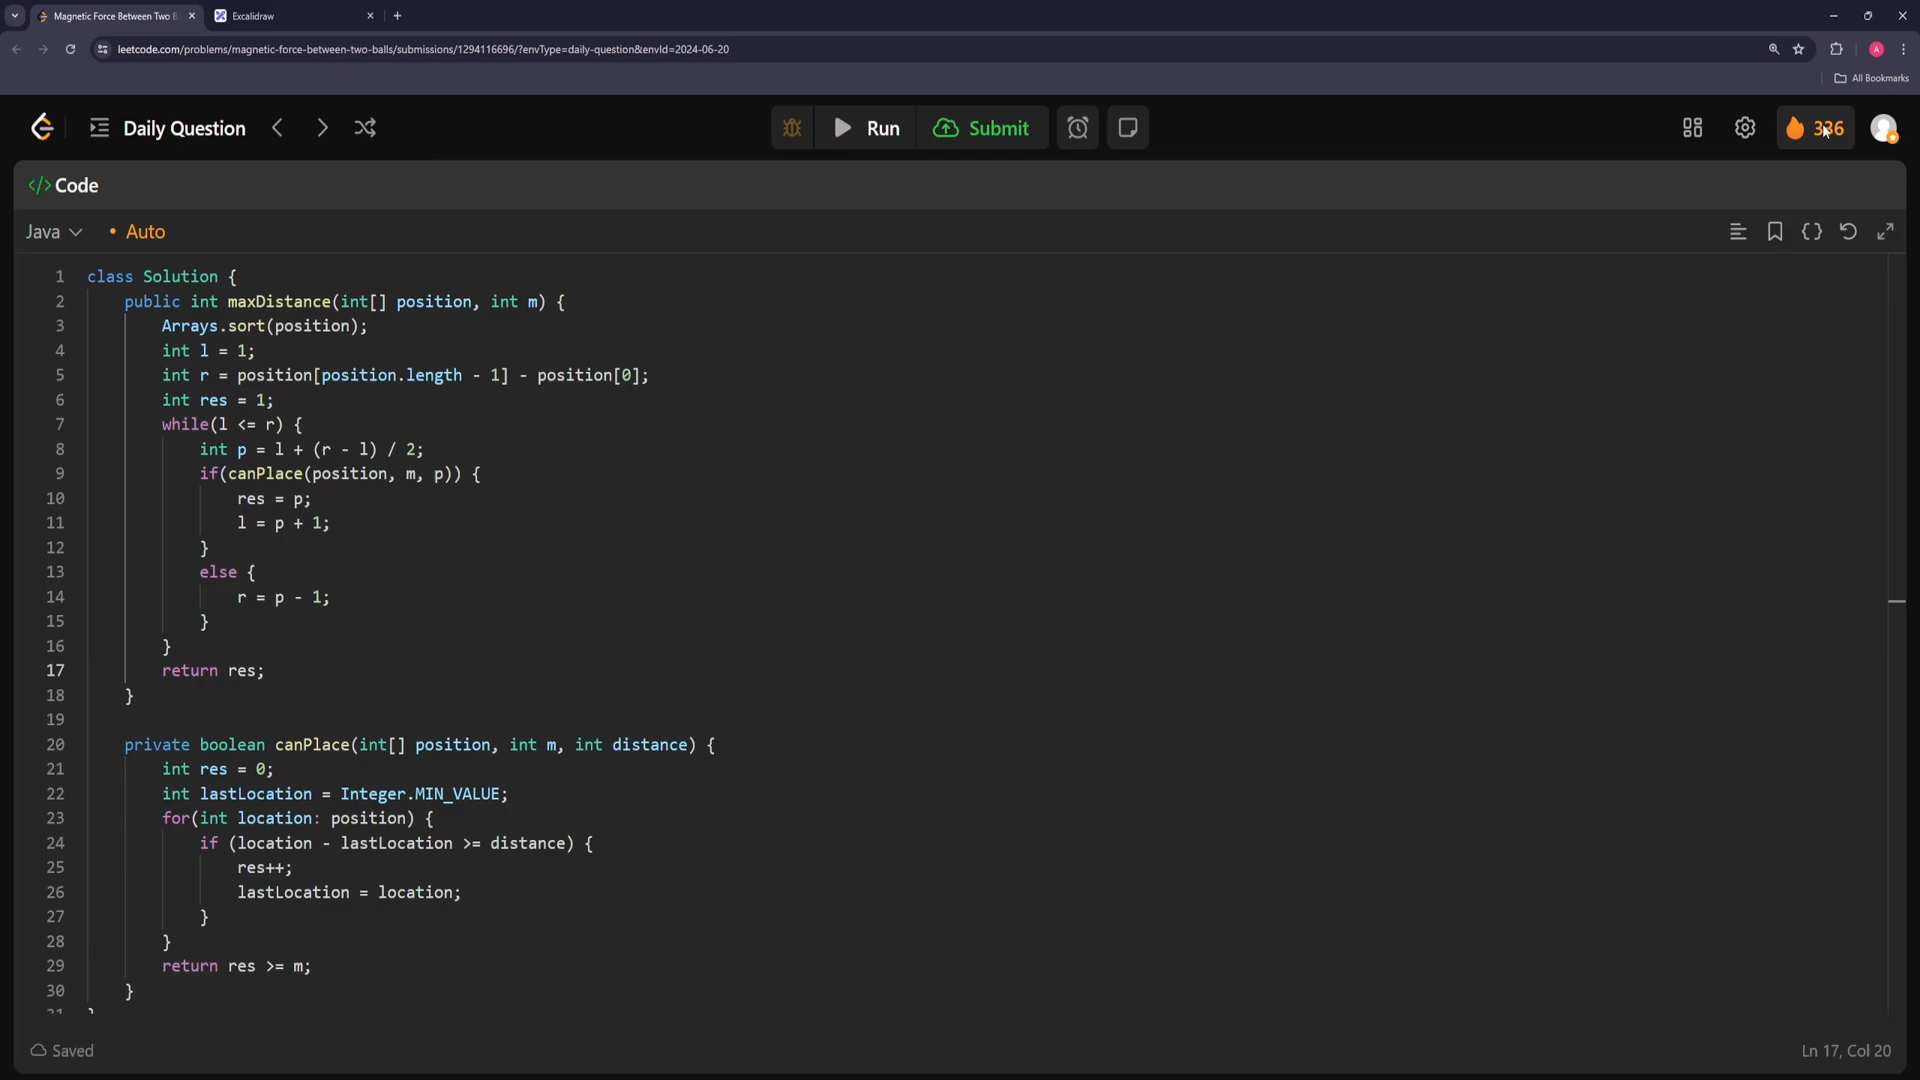 Magnetic Force Between Two B
Excalidraw
leetcode.com/problems/magnetic-force-between-two-balls/submissions/1294116696/?envType=daily-question&envId=2024-06-20
A
All Bookmarks
Daily Question
Run
Submit
336
</> Code
Java
• Auto
1 class Solution {
2 public int maxDistance(int[] position, int m) {
3 Arrays.sort(position);
4 int l = 1;
5 int r = position[position.length - 1] - position[0];
6 int res = 1;
7 while(l <= r) {
8 int p = l + (r - l) / 2;
9 if(canPlace(position, m, p)) {
10 res = p;
11 l = p + 1;
12 }
13 else {
14 r = p - 1;
15 }
16 }
17 return res;
18 }
19
20 private boolean canPlace(int[] position, int m, int distance) {
21 int res = 0;
22 int lastLocation = Integer.MIN_VALUE;
23 for(int location: position) {
24 if (location - lastLocation >= distance) {
25 res++;
26 lastLocation = location;
27 }
28 }
29 return res >= m;
30 }
31 }
Saved
Ln 17, Col 20